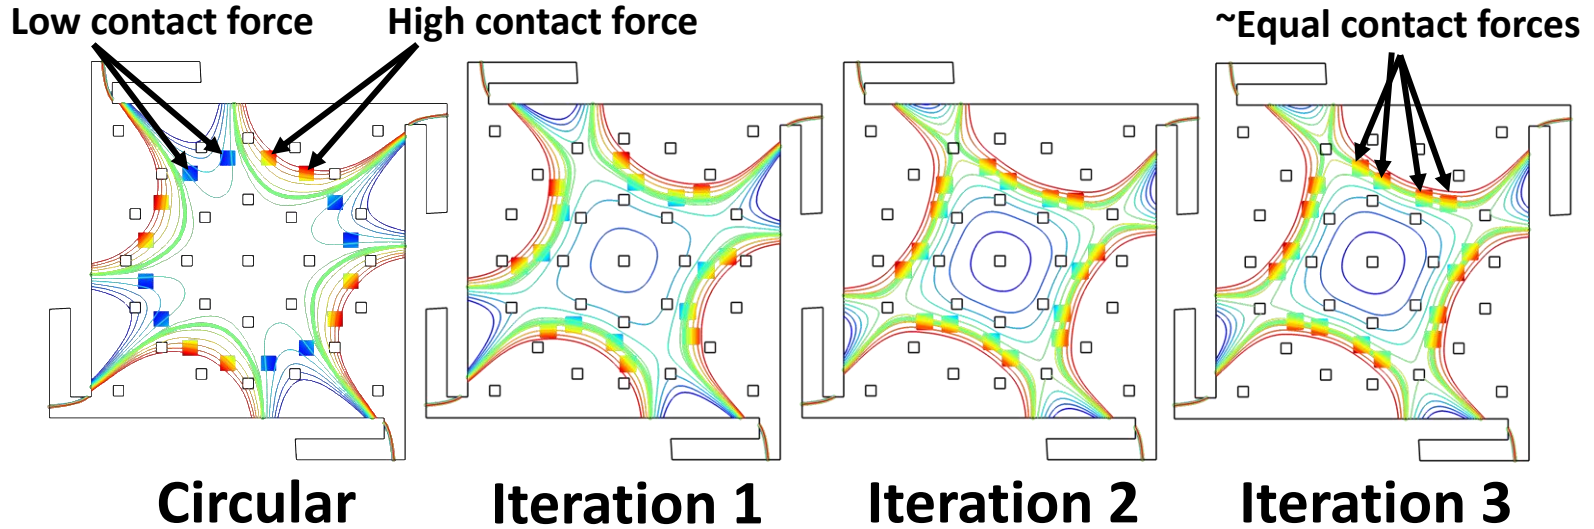 Low contact force
High contact force
~Equal contact forces
Circular
Iteration 1
Iteration 2
Iteration 3